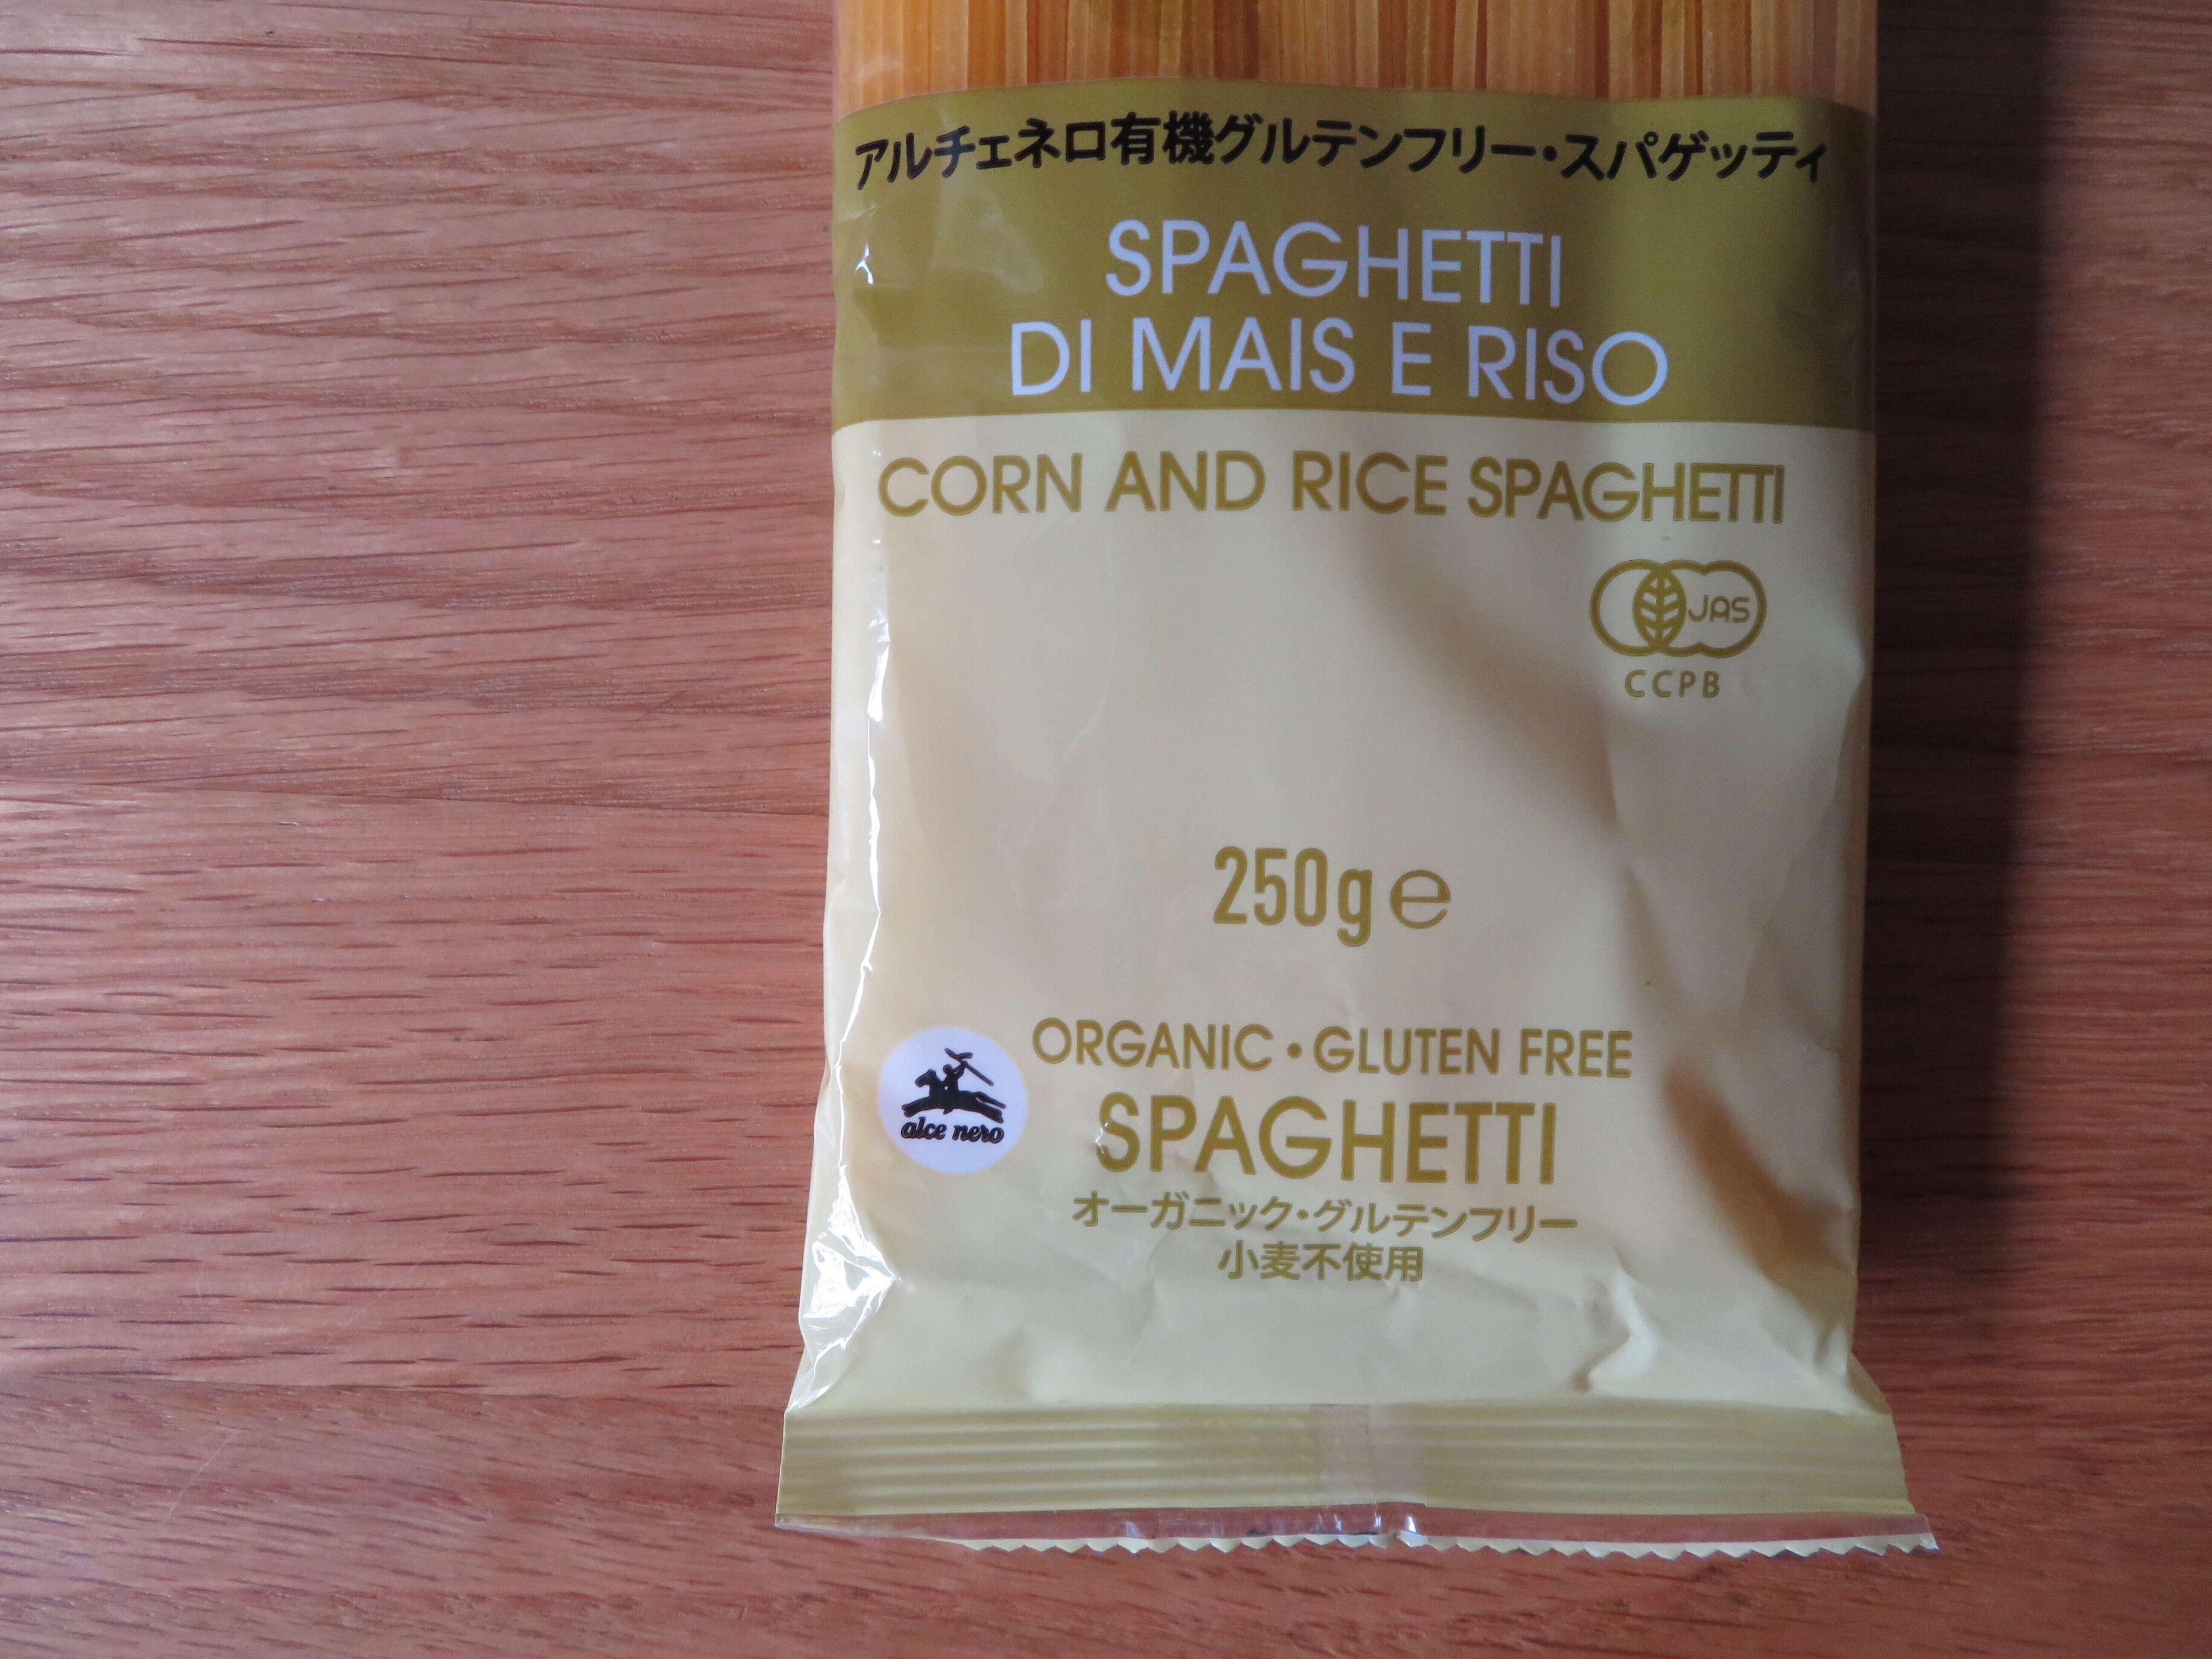 アルチェネロ有機グルテンフリー・スパゲッティ
SPAGHETTI
DI MAIS E RISO
CORN AND RICE SPAGHETTI
JAS
CCPB
250g ℮
ORGANIC • GLUTEN FREE
alce nero
SPAGHETTI
オーガニック・グルテンフリー
小麦不使用